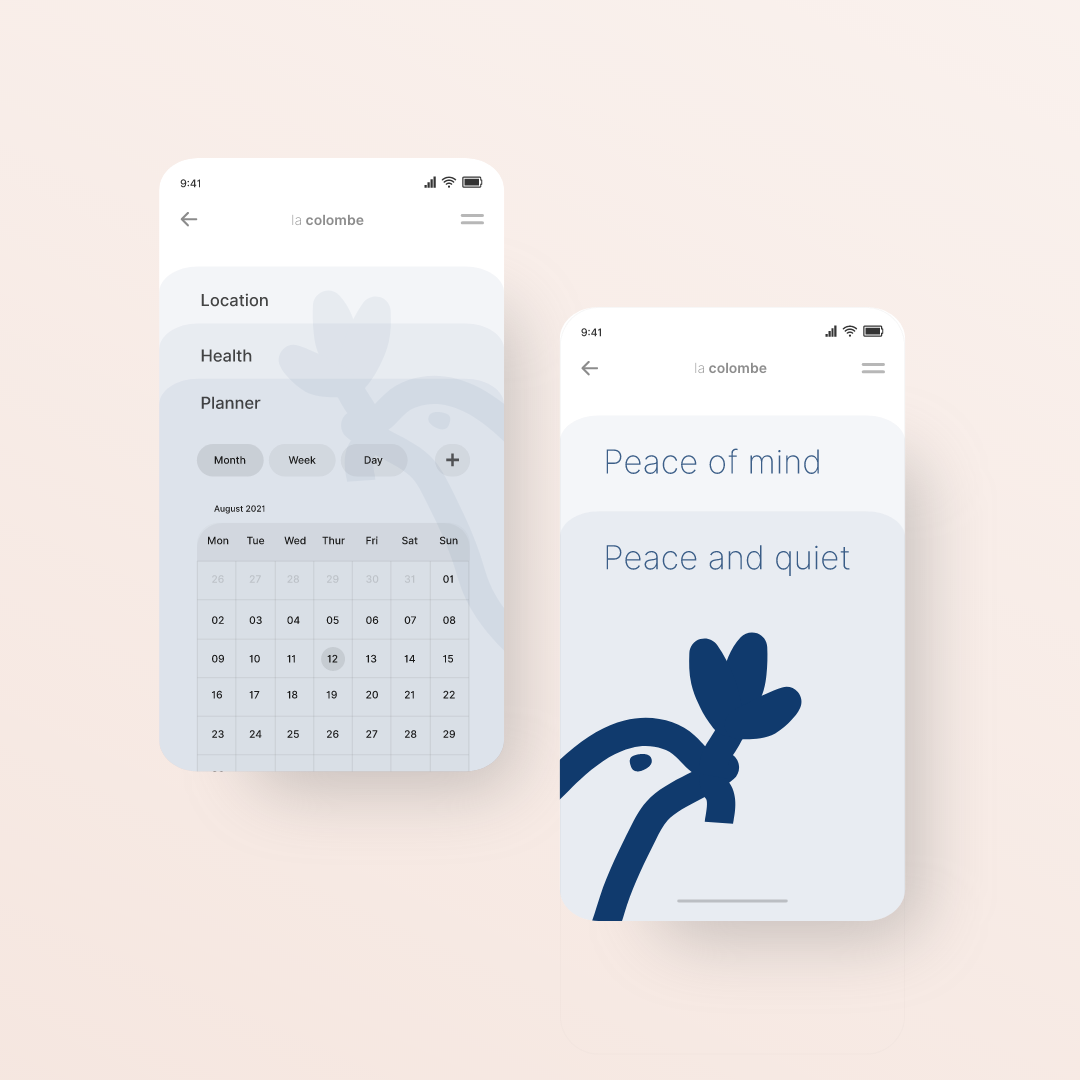 9:41
la colombe
Location
Health
Planner
Month Week Day +
August 2021
Mon Tue Wed Thur Fri Sat Sun
26 27 28 29 30 31 01
02 03 04 05 06 07 08
09 10 11 12 13 14 15
16 17 18 19 20 21 22
23 24 25 26 27 28 29
9:41
la colombe
Peace of mind
Peace and quiet